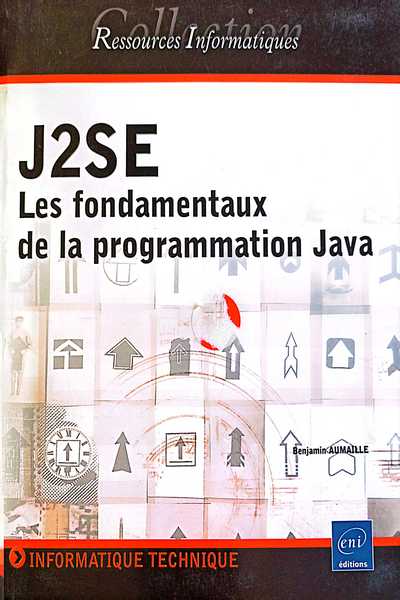 Collection
Ressources Informatiques
J2SE
Les fondamentaux
de la programmation Java
Benjamin AUMAILLE
INFORMATIQUE TECHNIQUE
eni
éditions